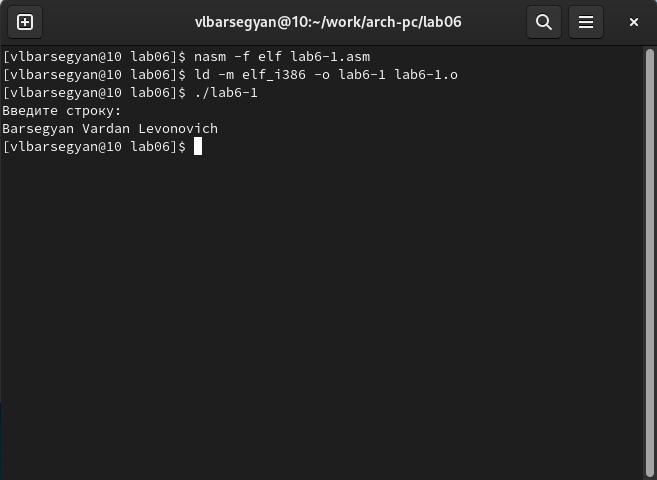 vlbarsegyan@10:~/work/arch-pc/lab06
[vlbarsegyan@10 lab06]$ nasm -f elf lab6-1.asm
[vlbarsegyan@10 lab06]$ ld -m elf_i386 -o lab6-1 lab6-1.o
[vlbarsegyan@10 lab06]$ ./lab6-1
Введите строку:
Barsegyan Vardan Levonovich
[vlbarsegyan@10 lab06]$